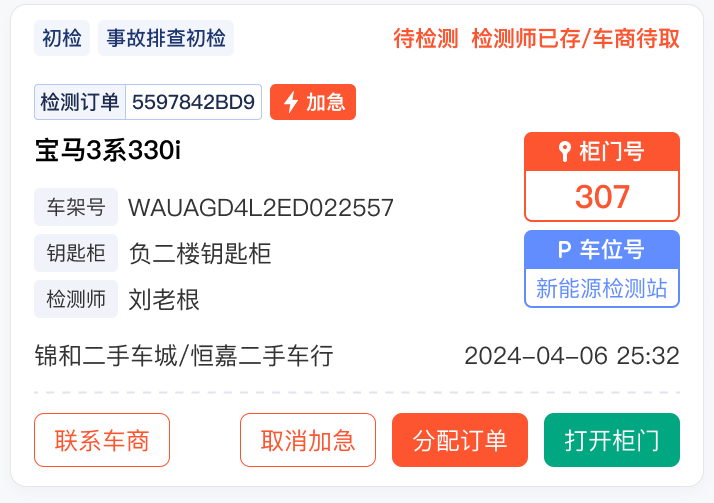 初检 事故排查初检 待检测 检测师已存/车商待取
检测订单 5597842BD9 加急
宝马3系330i
柜门号
307
车架号 WAUAGD4L2ED022557
钥匙柜 负二楼钥匙柜
P 车位号
新能源检测站
检测师 刘老根
锦和二手车城/恒嘉二手车行 2024-04-06 25:32
联系车商 取消加急 分配订单 打开柜门